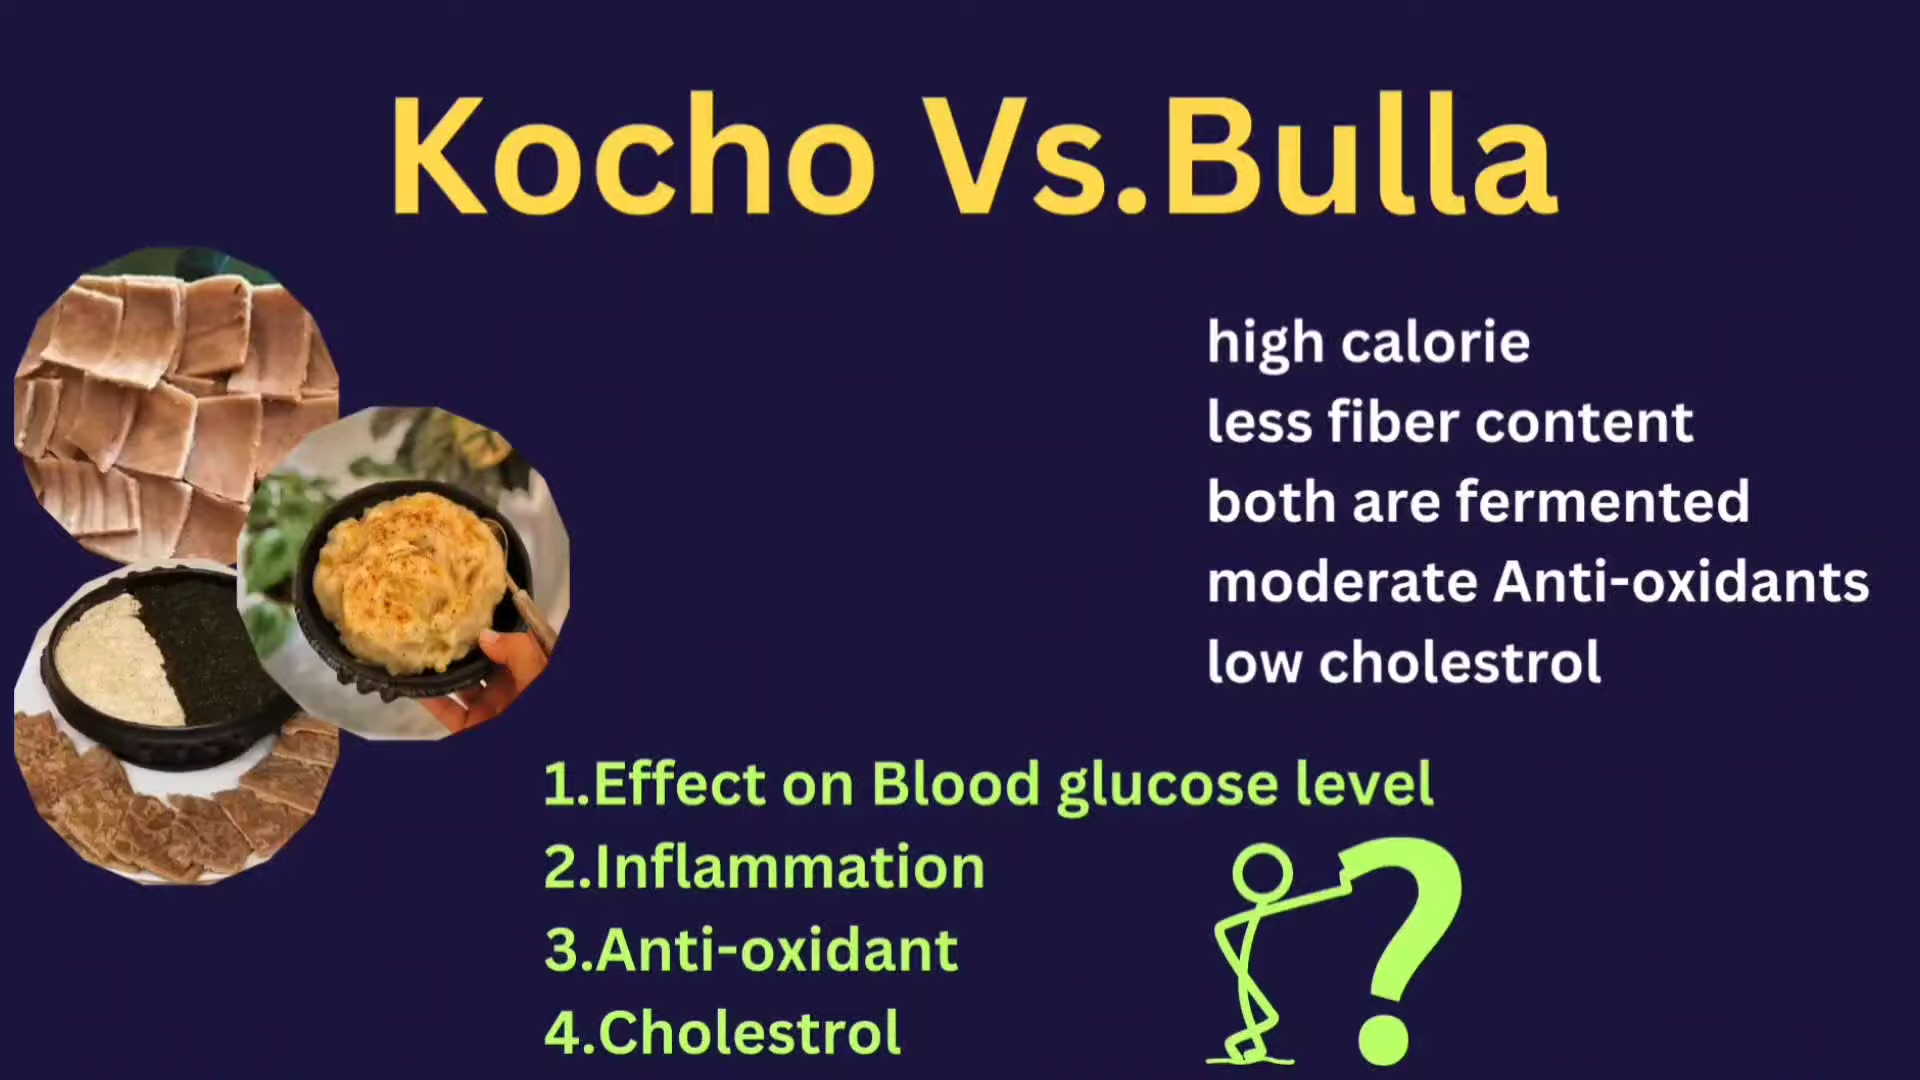 Kocho Vs.Bulla
high calorie
less fiber content
both are fermented
moderate Anti-oxidants
low cholestrol
1.Effect on Blood glucose level
2.Inflammation
3.Anti-oxidant
4.Cholestrol
?